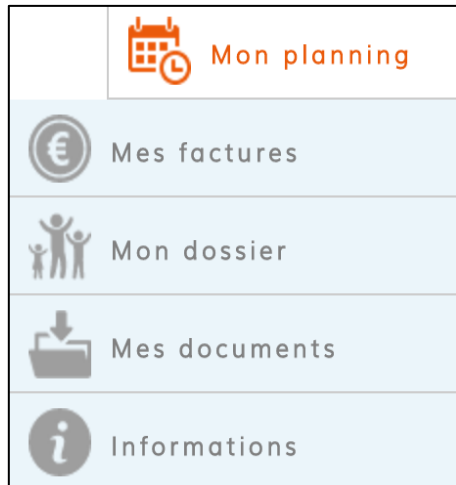 Mon planning
Mes factures
Mon dossier
Mes documents
Informations